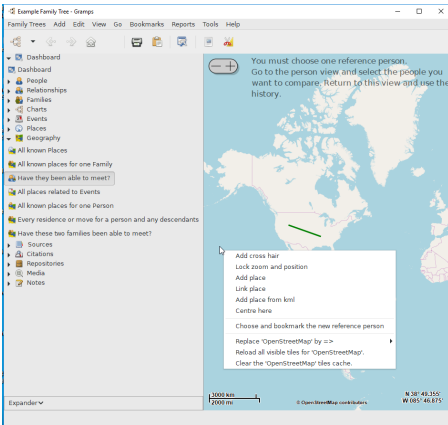 Example Family Tree - Gramps
Family Trees Add Edit View Go Bookmarks Reports Tools Help
Dashboard
Dashboard
People
Relationships
Families
Charts
Events
Places
Geography
All known Places
All known places for one Family
Have they been able to meet?
All places related to Events
All known places for one Person
Every residence or move for a person and any descendants
Have these two families been able to meet?
Sources
Citations
Repositories
Media
Notes
Expander
You must choose one reference person.
Go to the person view and select the people you
want to compare. Return to this view and use the
history.
Add cross hair
Lock zoom and position
Add place
Link place
Add place from kml
Centre here
Choose and bookmark the new reference person
Replace 'OpenStreetMap' by =>
Reload all visible tiles for 'OpenStreetMap'.
Clear the 'OpenStreetMap' tiles cache.
3000 km
2000 mi
© OpenStreetMap contributors
N 38° 49.355'
W 085° 46.875'